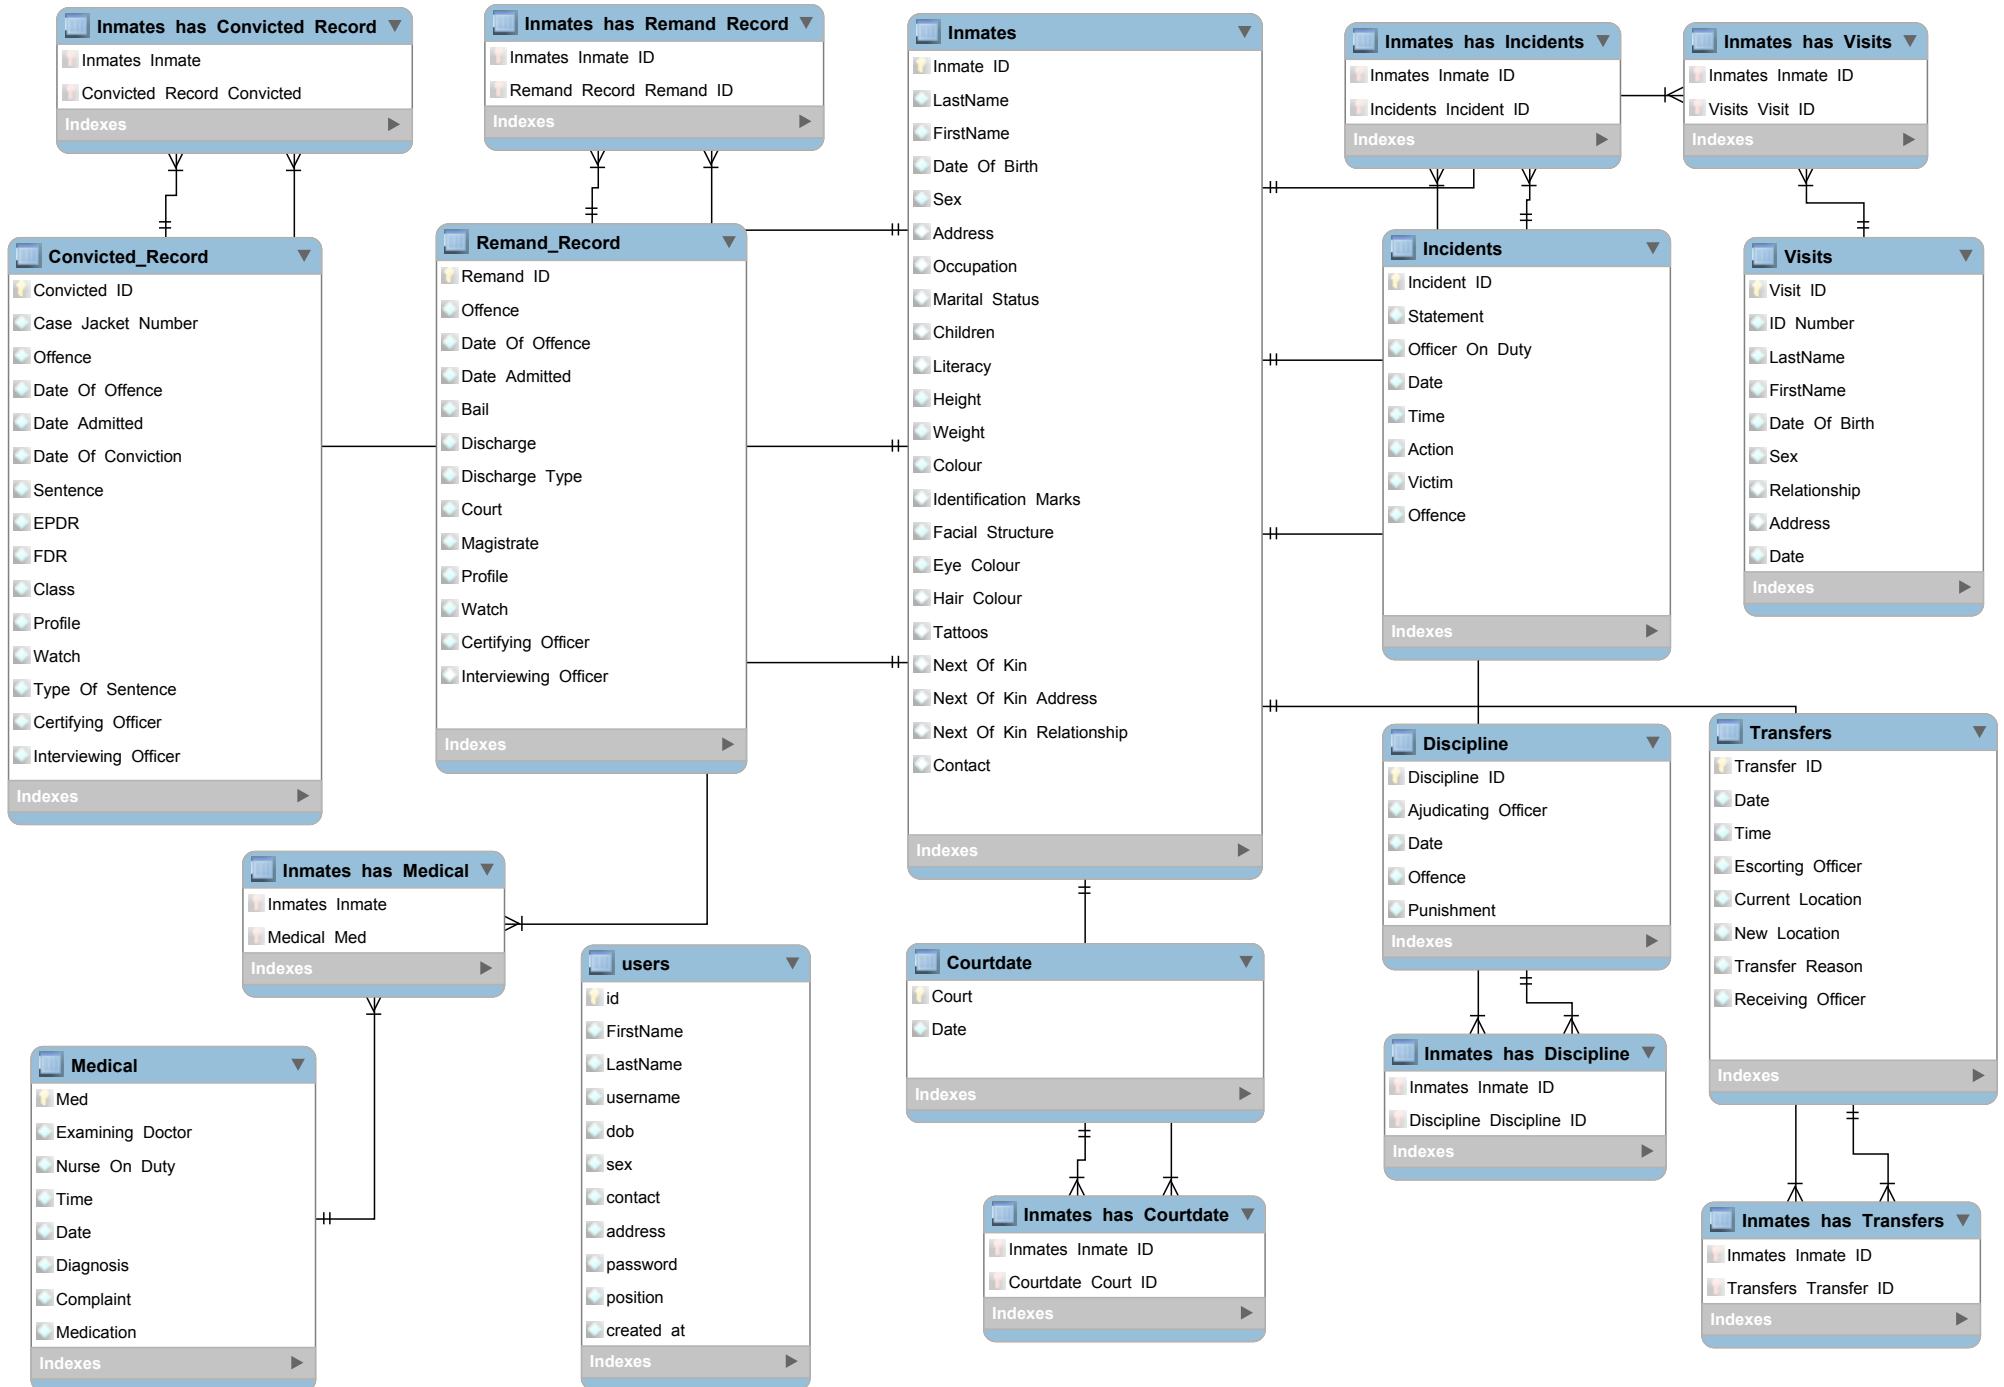 Inmates has Convicted Record
Inmates Inmate
Convicted Record Convicted
Indexes
Inmates has Remand Record
Inmates Inmate ID
Remand Record Remand ID
Indexes
Inmates
Inmate ID
LastName
FirstName
Date Of Birth
Sex
Address
Occupation
Marital Status
Children
Literacy
Height
Weight
Colour
Identification Marks
Facial Structure
Eye Colour
Hair Colour
Tattoos
Next Of Kin
Next Of Kin Address
Next Of Kin Relationship
Contact
Indexes
Inmates has Incidents
Inmates Inmate ID
Incidents Incident ID
Indexes
Inmates has Visits
Inmates Inmate ID
Visits Visit ID
Indexes
Convicted_Record
Convicted ID
Case Jacket Number
Offence
Date Of Offence
Date Admitted
Date Of Conviction
Sentence
EPDR
FDR
Class
Profile
Watch
Type Of Sentence
Certifying Officer
Interviewing Officer
Indexes
Remand_Record
Remand ID
Offence
Date Of Offence
Date Admitted
Bail
Discharge
Discharge Type
Court
Magistrate
Profile
Watch
Certifying Officer
Interviewing Officer
Indexes
Incidents
Incident ID
Statement
Officer On Duty
Date
Time
Action
Victim
Offence
Indexes
Visits
Visit ID
ID Number
LastName
FirstName
Date Of Birth
Sex
Relationship
Address
Date
Indexes
Discipline
Discipline ID
Ajudicating Officer
Date
Offence
Punishment
Indexes
Transfers
Transfer ID
Date
Time
Escorting Officer
Current Location
New Location
Transfer Reason
Receiving Officer
Indexes
Inmates has Medical
Inmates Inmate
Medical Med
Indexes
users
id
FirstName
LastName
username
dob
sex
contact
address
password
position
created at
Indexes
Courtdate
Court
Date
Indexes
Medical
Med
Examining Doctor
Nurse On Duty
Time
Date
Diagnosis
Complaint
Medication
Indexes
Inmates has Discipline
Inmates Inmate ID
Discipline Discipline ID
Indexes
Inmates has Courtdate
Inmates Inmate ID
Courtdate Court ID
Indexes
Inmates has Transfers
Inmates Inmate ID
Transfers Transfer ID
Indexes